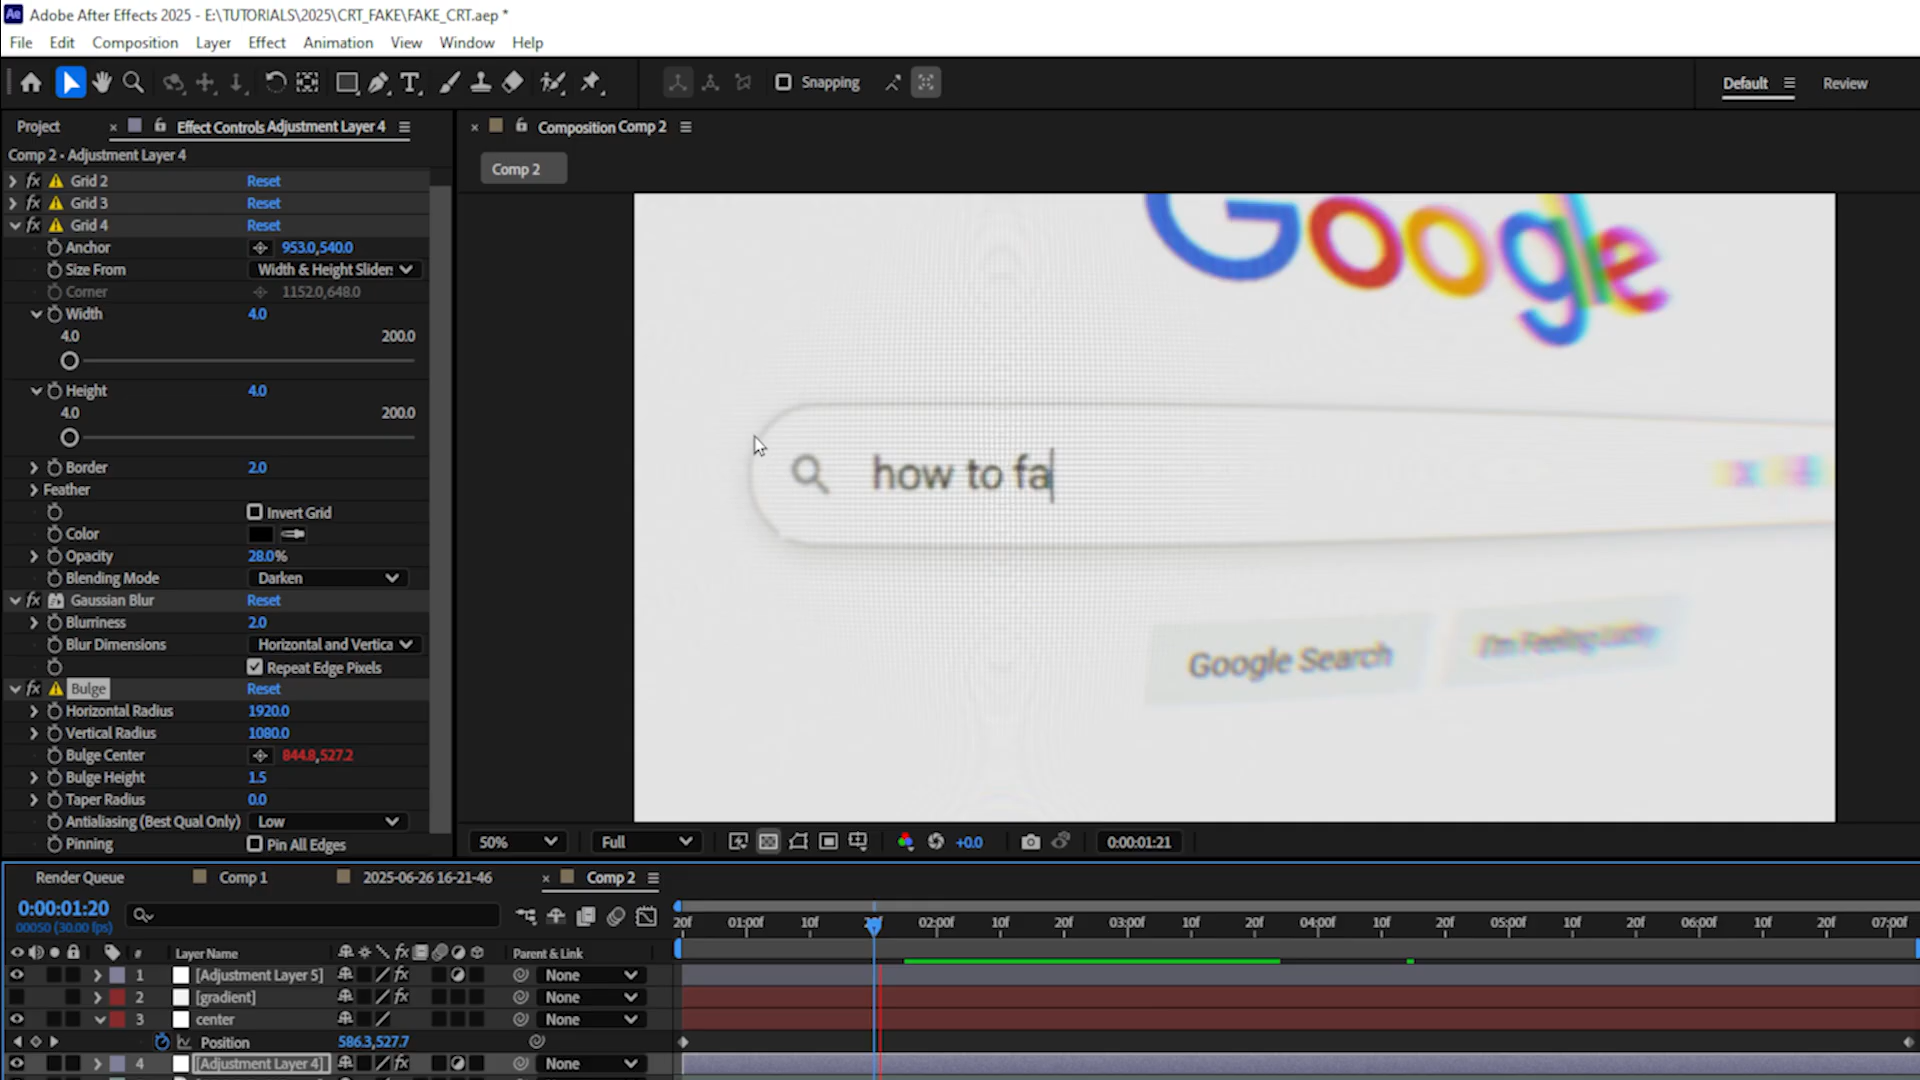 Adobe After Effects 2025 - E:\TUTORIALS\2025\CRT_FAKE\FAKE_CRT.aep *
File Edit Composition Layer Effect Animation View Window Help
Snapping
Default
Review
Project
Effect Controls Adjustment Layer 4
Comp 2 • Adjustment Layer 4
Grid 2 Reset
Grid 3 Reset
Grid 4 Reset
Anchor 953.0,540.0
Size From Width & Height Sliders
Corner 1152.0,648.0
Width 4.0
4.0 200.0
Height 4.0
4.0 200.0
Border 2.0
Feather
Invert Grid
Color
Opacity 28.0%
Blending Mode Darken
Gaussian Blur Reset
Blurriness 2.0
Blur Dimensions Horizontal and Vertica
Repeat Edge Pixels
Bulge Reset
Horizontal Radius 1920.0
Vertical Radius 1080.0
Bulge Center 844.8,527.2
Bulge Height 1.5
Taper Radius 0.0
Antialiasing (Best Qual Only) Low
Pinning Pin All Edges
Composition Comp 2
Comp 2
Google
how to fa
Google Search
I'm Feeling Lucky
50% Full +0.0 0:00:01:21
Render Queue Comp 1 2025-06-26 16-21-46 Comp 2
0:00:01:20
00050 (30.00 fps)
20f 01:00f 10f 20f 02:00f 10f 20f 03:00f 10f 20f 04:00f 10f 20f 05:00f 10f 20f 06:00f 10f 20f 07:00f
# Layer Name fx Parent & Link
1 [Adjustment Layer 5] fx None
2 [gradient] fx None
3 center None
Position 586.3,527.7
4 [Adjustment Layer 4] fx None